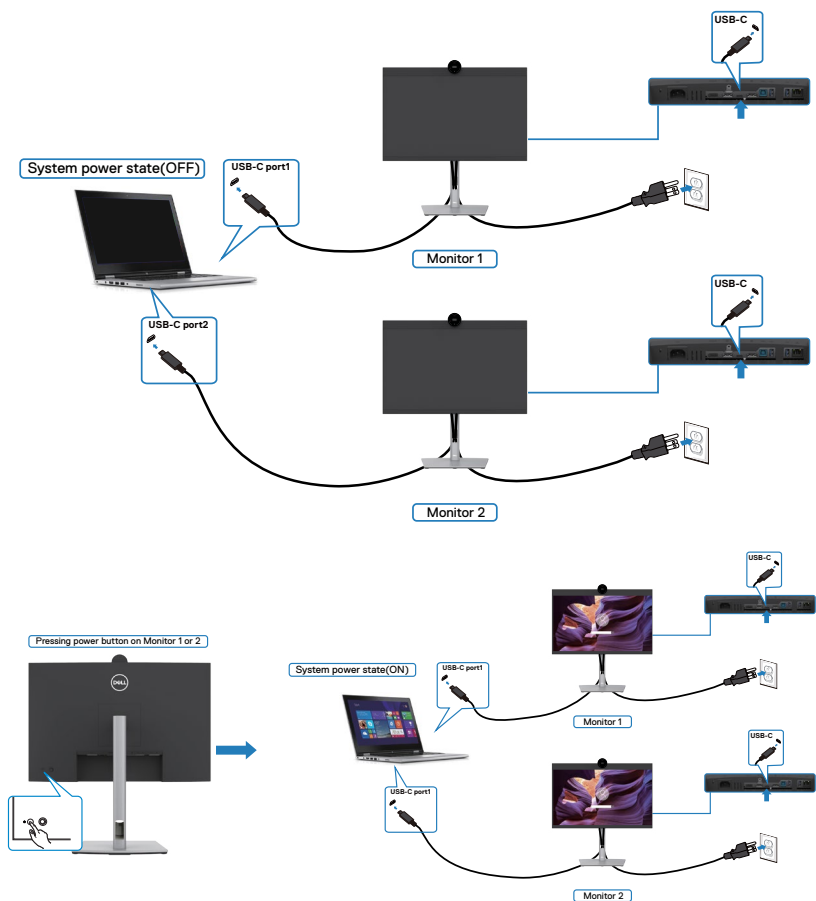 USB-C
System power state(OFF)
USB-C port1
Monitor 1
USB-C
USB-C port2
Monitor 2
Pressing power button on Monitor 1 or 2
DELL
USB-C
System power state(ON)
USB-C port1
Monitor 1
USB-C
USB-C port1
Monitor 2